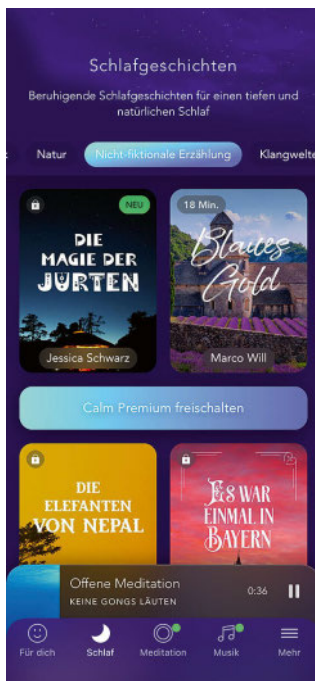 Schlafgeschichten
Beruhigende Schlafgeschichten für einen tiefen und
natürlichen Schlaf
Natur
Nicht-fiktionale Erzählung
Klangwelte
NEU
DIE
MAGIE DER
JURTEN
Jessica Schwarz
18 Min.
Blaues
Gold
Marco Will
Calm Premium freischalten
DIE
ELEFANTEN
VON NEPAL
ES WAR
EINMAL IN
BAYERN
Offene Meditation
KEINE GONGS LÄUTEN
0:36
Für dich
Schlaf
Meditation
Musik
Mehr